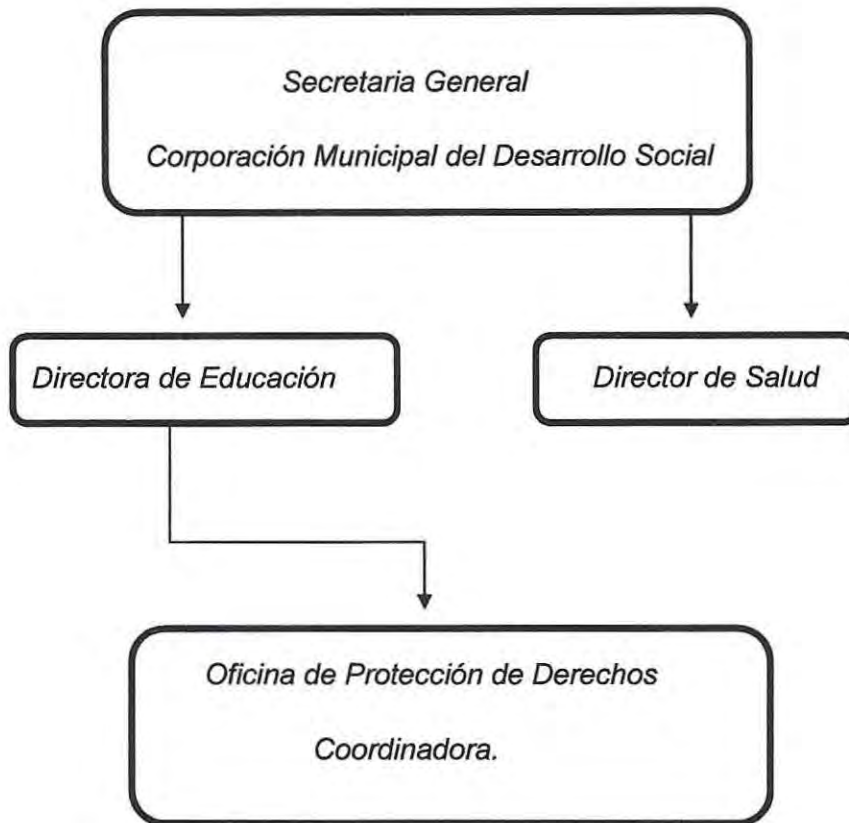 Secretaria General
Corporación Municipal del Desarrollo Social
Directora de Educación
Director de Salud
Oficina de Protección de Derechos
Coordinadora.